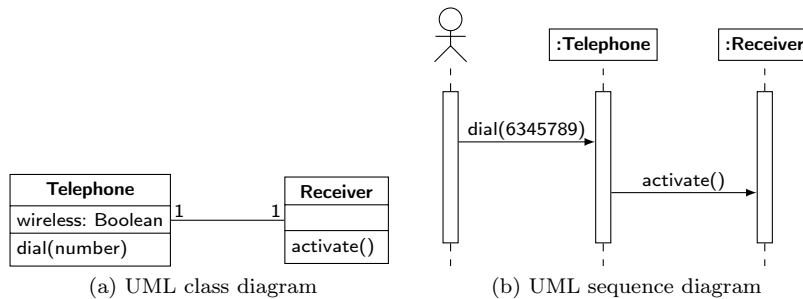 :Telephone
:Receiver
dial(6345789)
activate()
Telephone
wireless: Boolean
dial(number)
1
1
Receiver
activate()
(a) UML class diagram
(b) UML sequence diagram